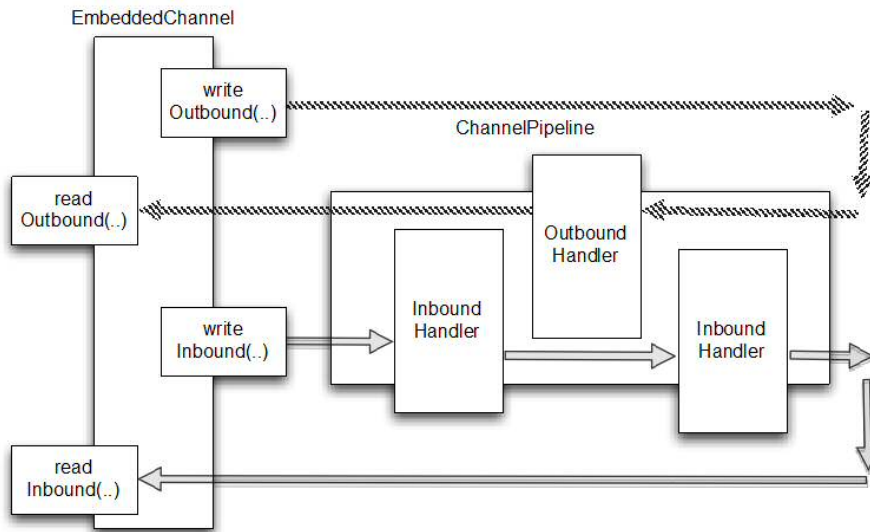 EmbeddedChannel
write
Outbound(..)
ChannelPipeline
read
Outbound(..)
Outbound
Handler
Inbound
Handler
write
Inbound(..)
Inbound
Handler
read
Inbound(..)